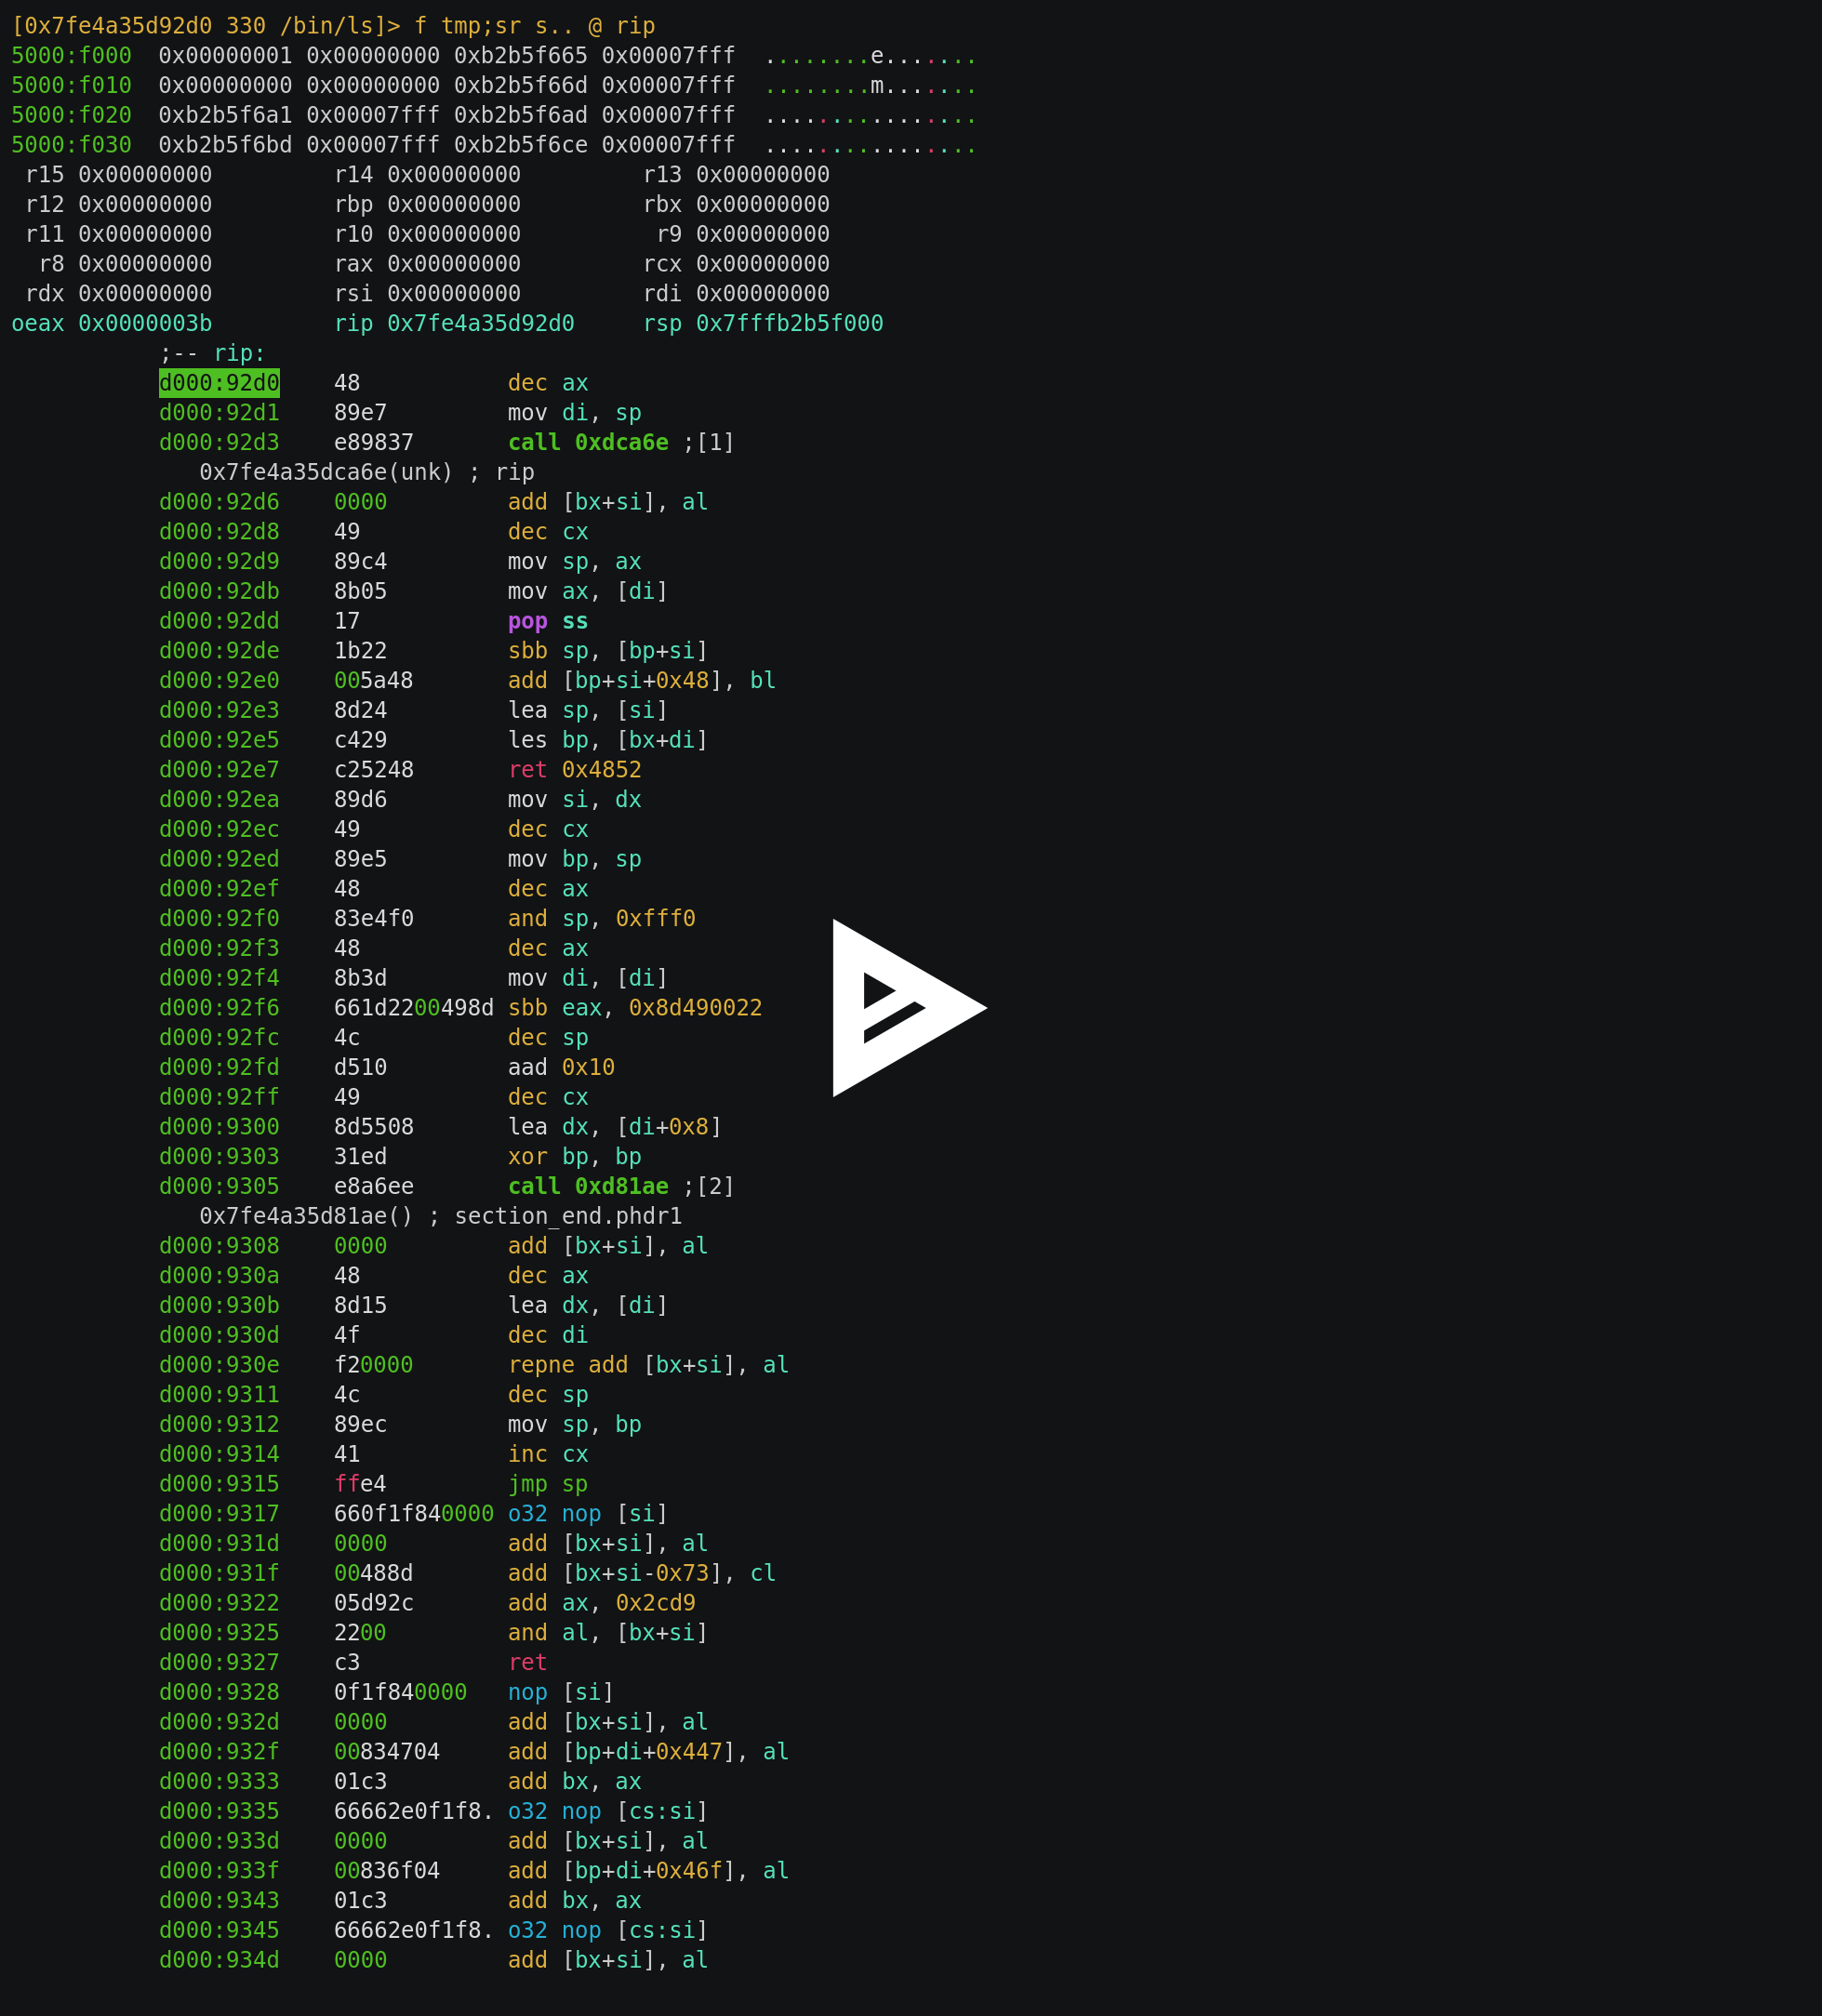 [0x7fe4a35d92d0 330 /bin/ls]> f tmp;sr s.. @ rip
5000:f000  0x00000001 0x00000000 0xb2b5f665 0x00007fff  ........e.......
5000:f010  0x00000000 0x00000000 0xb2b5f66d 0x00007fff  ........m.......
5000:f020  0xb2b5f6a1 0x00007fff 0xb2b5f6ad 0x00007fff  ................
5000:f030  0xb2b5f6bd 0x00007fff 0xb2b5f6ce 0x00007fff  ................
 r15 0x00000000         r14 0x00000000         r13 0x00000000
 r12 0x00000000         rbp 0x00000000         rbx 0x00000000
 r11 0x00000000         r10 0x00000000          r9 0x00000000
  r8 0x00000000         rax 0x00000000         rcx 0x00000000
 rdx 0x00000000         rsi 0x00000000         rdi 0x00000000
oeax 0x0000003b         rip 0x7fe4a35d92d0     rsp 0x7fffb2b5f000
           ;-- rip:
           d000:92d0    48           dec ax
           d000:92d1    89e7         mov di, sp
           d000:92d3    e89837       call 0xdca6e ;[1]
              0x7fe4a35dca6e(unk) ; rip
           d000:92d6    0000         add [bx+si], al
           d000:92d8    49           dec cx
           d000:92d9    89c4         mov sp, ax
           d000:92db    8b05         mov ax, [di]
           d000:92dd    17           pop ss
           d000:92de    1b22         sbb sp, [bp+si]
           d000:92e0    005a48       add [bp+si+0x48], bl
           d000:92e3    8d24         lea sp, [si]
           d000:92e5    c429         les bp, [bx+di]
           d000:92e7    c25248       ret 0x4852
           d000:92ea    89d6         mov si, dx
           d000:92ec    49           dec cx
           d000:92ed    89e5         mov bp, sp
           d000:92ef    48           dec ax
           d000:92f0    83e4f0       and sp, 0xfff0
           d000:92f3    48           dec ax
           d000:92f4    8b3d         mov di, [di]
           d000:92f6    661d2200498d sbb eax, 0x8d490022
           d000:92fc    4c           dec sp
           d000:92fd    d510         aad 0x10
           d000:92ff    49           dec cx
           d000:9300    8d5508       lea dx, [di+0x8]
           d000:9303    31ed         xor bp, bp
           d000:9305    e8a6ee       call 0xd81ae ;[2]
              0x7fe4a35d81ae() ; section_end.phdr1
           d000:9308    0000         add [bx+si], al
           d000:930a    48           dec ax
           d000:930b    8d15         lea dx, [di]
           d000:930d    4f           dec di
           d000:930e    f20000       repne add [bx+si], al
           d000:9311    4c           dec sp
           d000:9312    89ec         mov sp, bp
           d000:9314    41           inc cx
           d000:9315    ffe4         jmp sp
           d000:9317    660f1f840000 o32 nop [si]
           d000:931d    0000         add [bx+si], al
           d000:931f    00488d       add [bx+si-0x73], cl
           d000:9322    05d92c       add ax, 0x2cd9
           d000:9325    2200         and al, [bx+si]
           d000:9327    c3           ret
           d000:9328    0f1f840000   nop [si]
           d000:932d    0000         add [bx+si], al
           d000:932f    00834704     add [bp+di+0x447], al
           d000:9333    01c3         add bx, ax
           d000:9335    66662e0f1f8. o32 nop [cs:si]
           d000:933d    0000         add [bx+si], al
           d000:933f    00836f04     add [bp+di+0x46f], al
           d000:9343    01c3         add bx, ax
           d000:9345    66662e0f1f8. o32 nop [cs:si]
           d000:934d    0000         add [bx+si], al